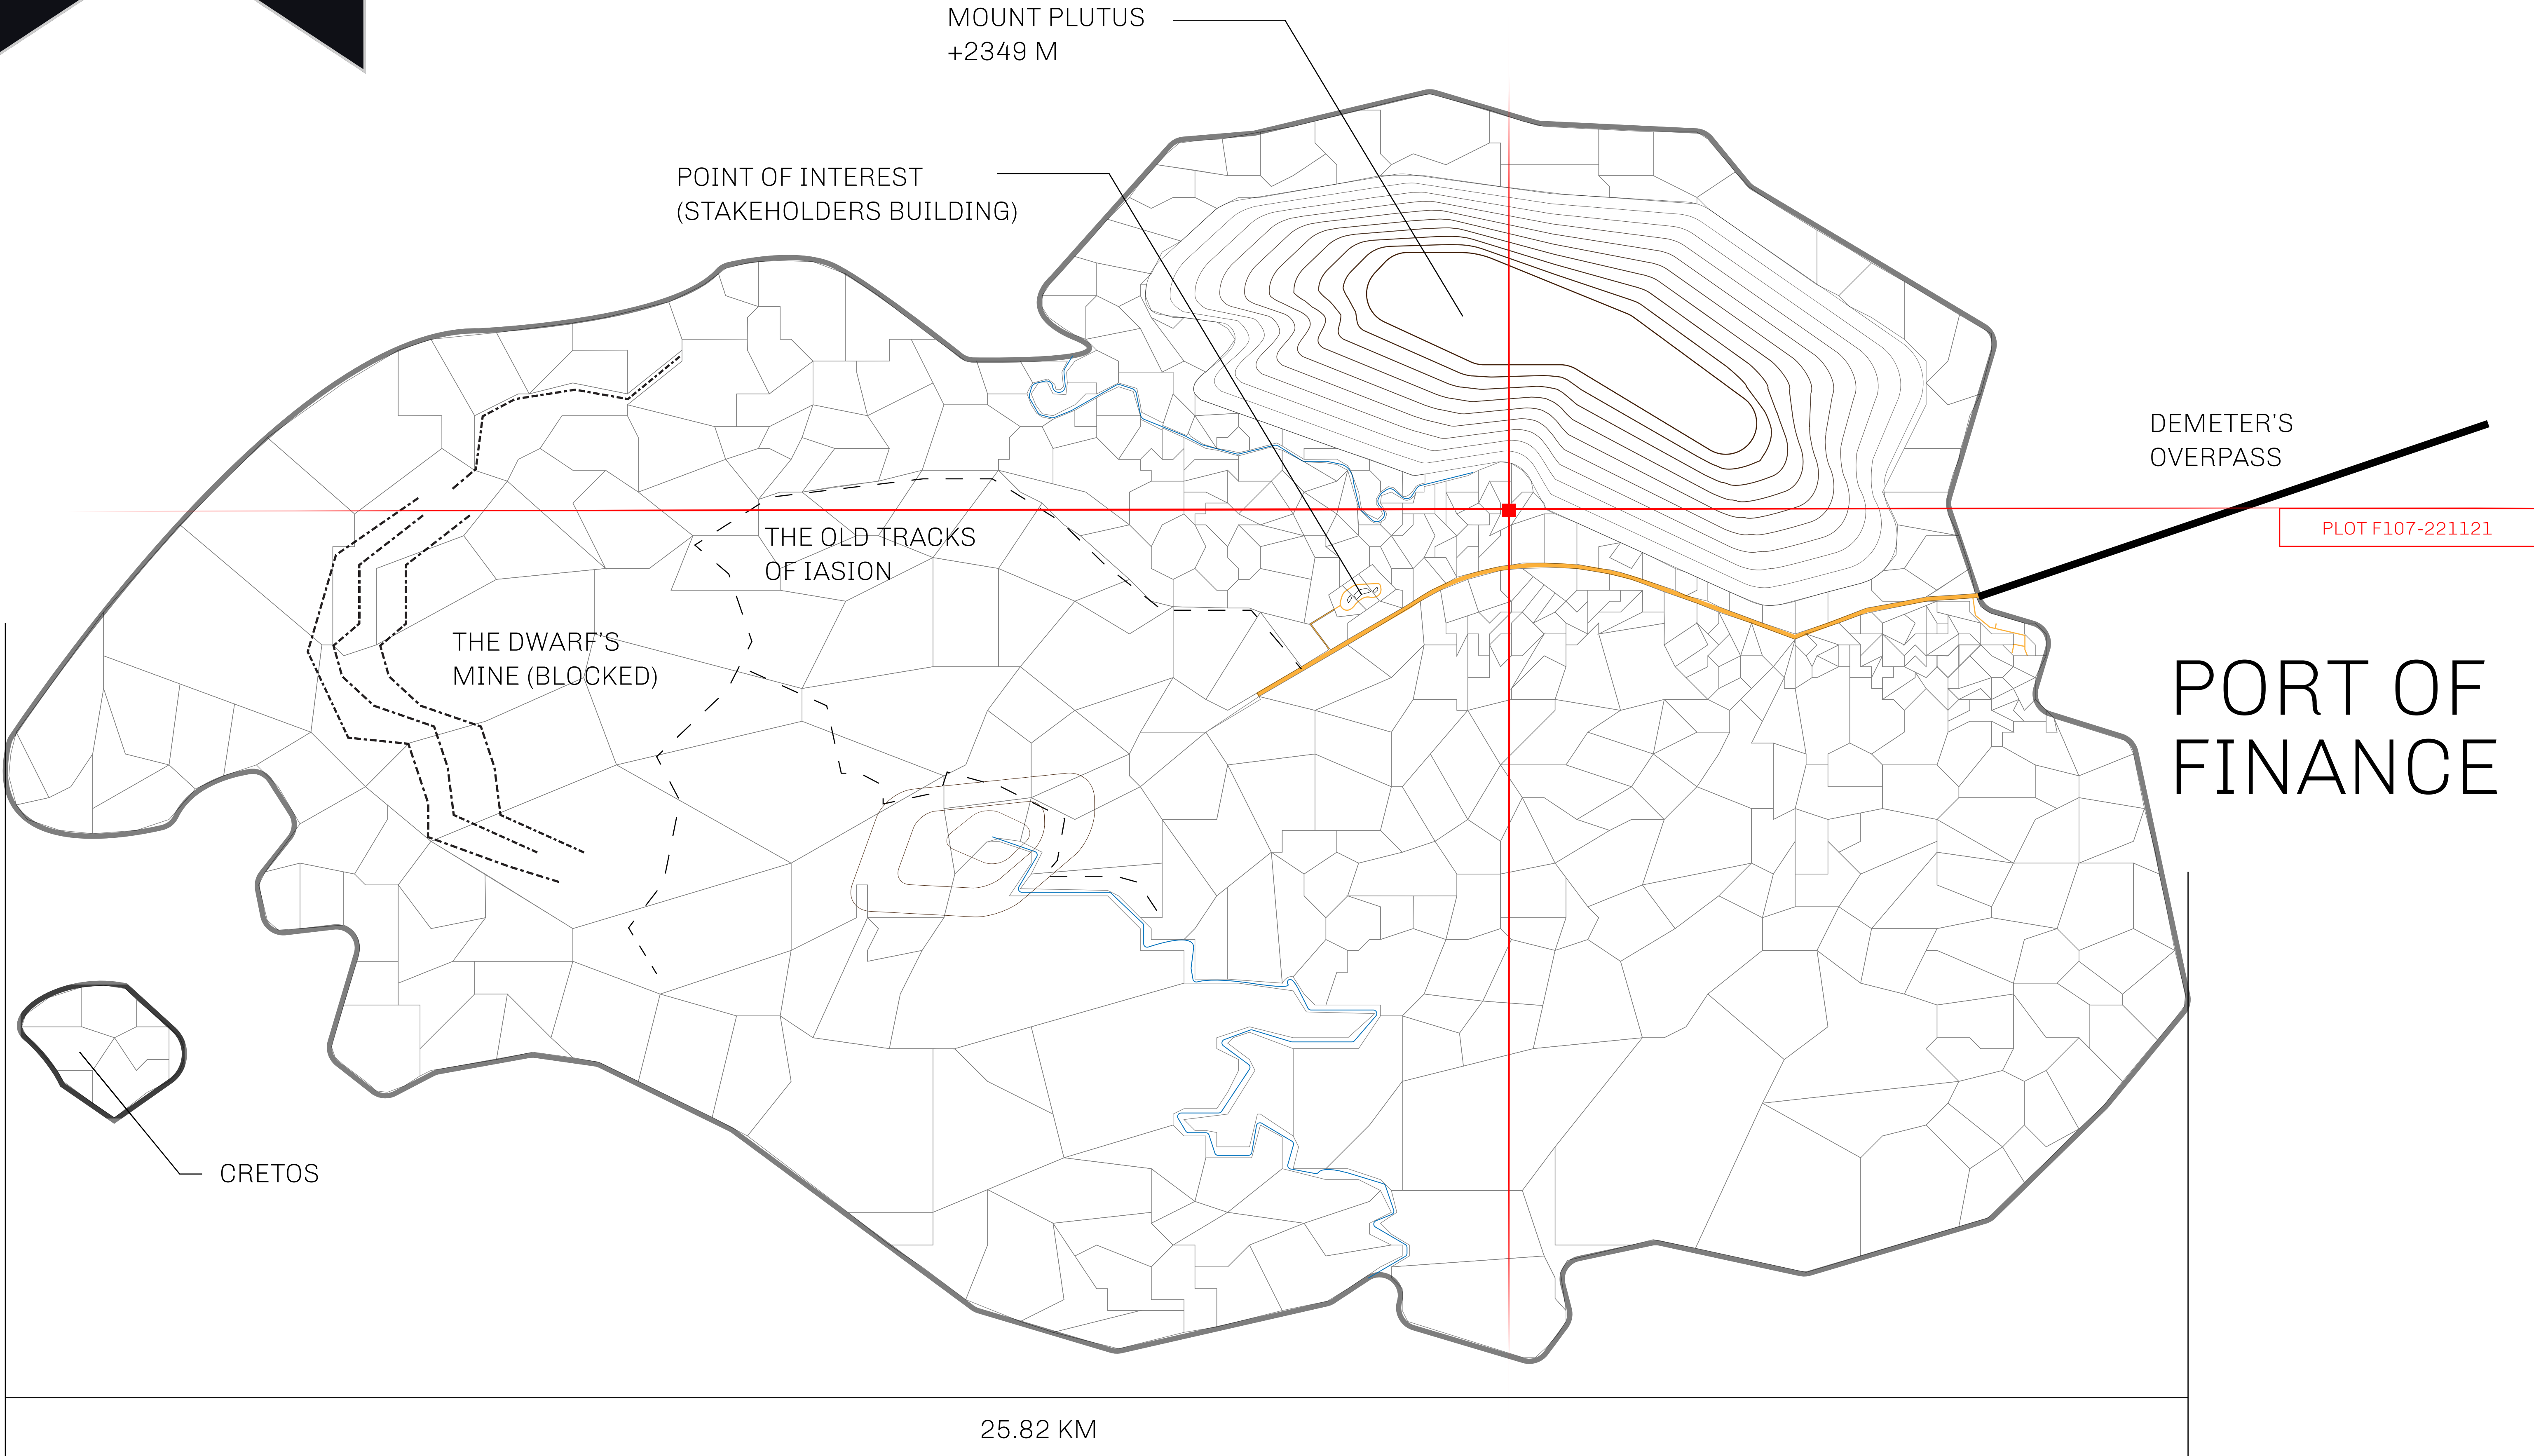 MOUNT PLUTUS
+2349 M
POINT OF INTEREST
(STAKEHOLDERS BUILDING)
DEMETER'S
OVERPASS
PLOT F107-221121
THE OLD TRACKS
OF IASION
THE DWARF'S
MINE (BLOCKED)
PORT OF
FINANCE
CRETOS
25.82 KM